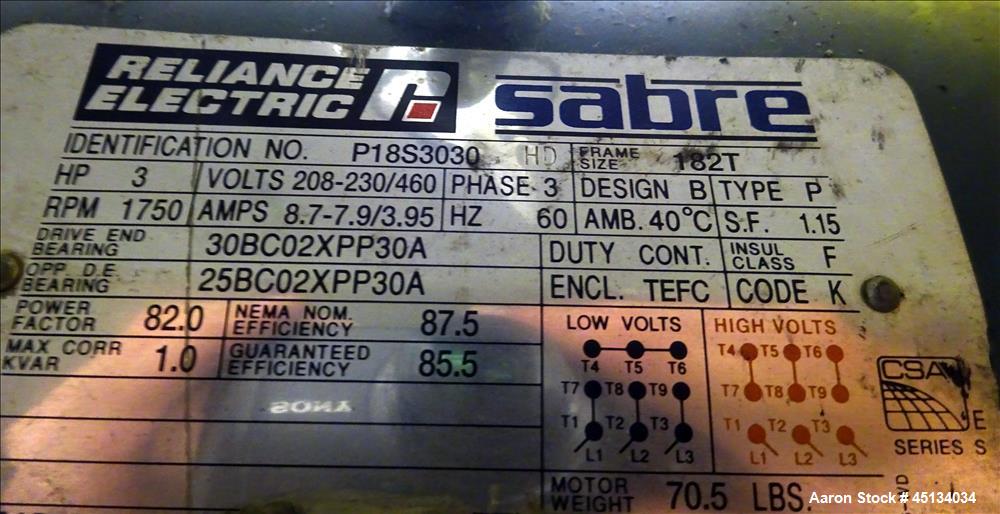 RELIANCE
ELECTRIC
sabre
IDENTIFICATION NO. P18S3030 HD FRAME SIZE 182T
HP 3 VOLTS 208-230/460 PHASE 3 DESIGN B TYPE P
RPM 1750 AMPS 8.7-7.9/3.95 HZ 60 AMB. 40°C S.F. 1.15
DRIVE END BEARING 30BC02XPP30A DUTY CONT. INSUL CLASS F
OPP. D.E. BEARING 25BC02XPP30A ENCL. TEFC CODE K
POWER FACTOR 82.0 NEMA NOM. EFFICIENCY 87.5
MAX CORR KVAR 1.0 GUARANTEED EFFICIENCY 85.5
LOW VOLTS HIGH VOLTS
T4 T5 T6 T4 T5 T6
T7 T8 T9 T7 T8 T9
T1 T2 T3 T1 T2 T3
L1 L2 L3 L1 L2 L3
CSA
E
SERIES S
SONY
MOTOR WEIGHT 70.5 LBS.
Aaron Stock # 45134034